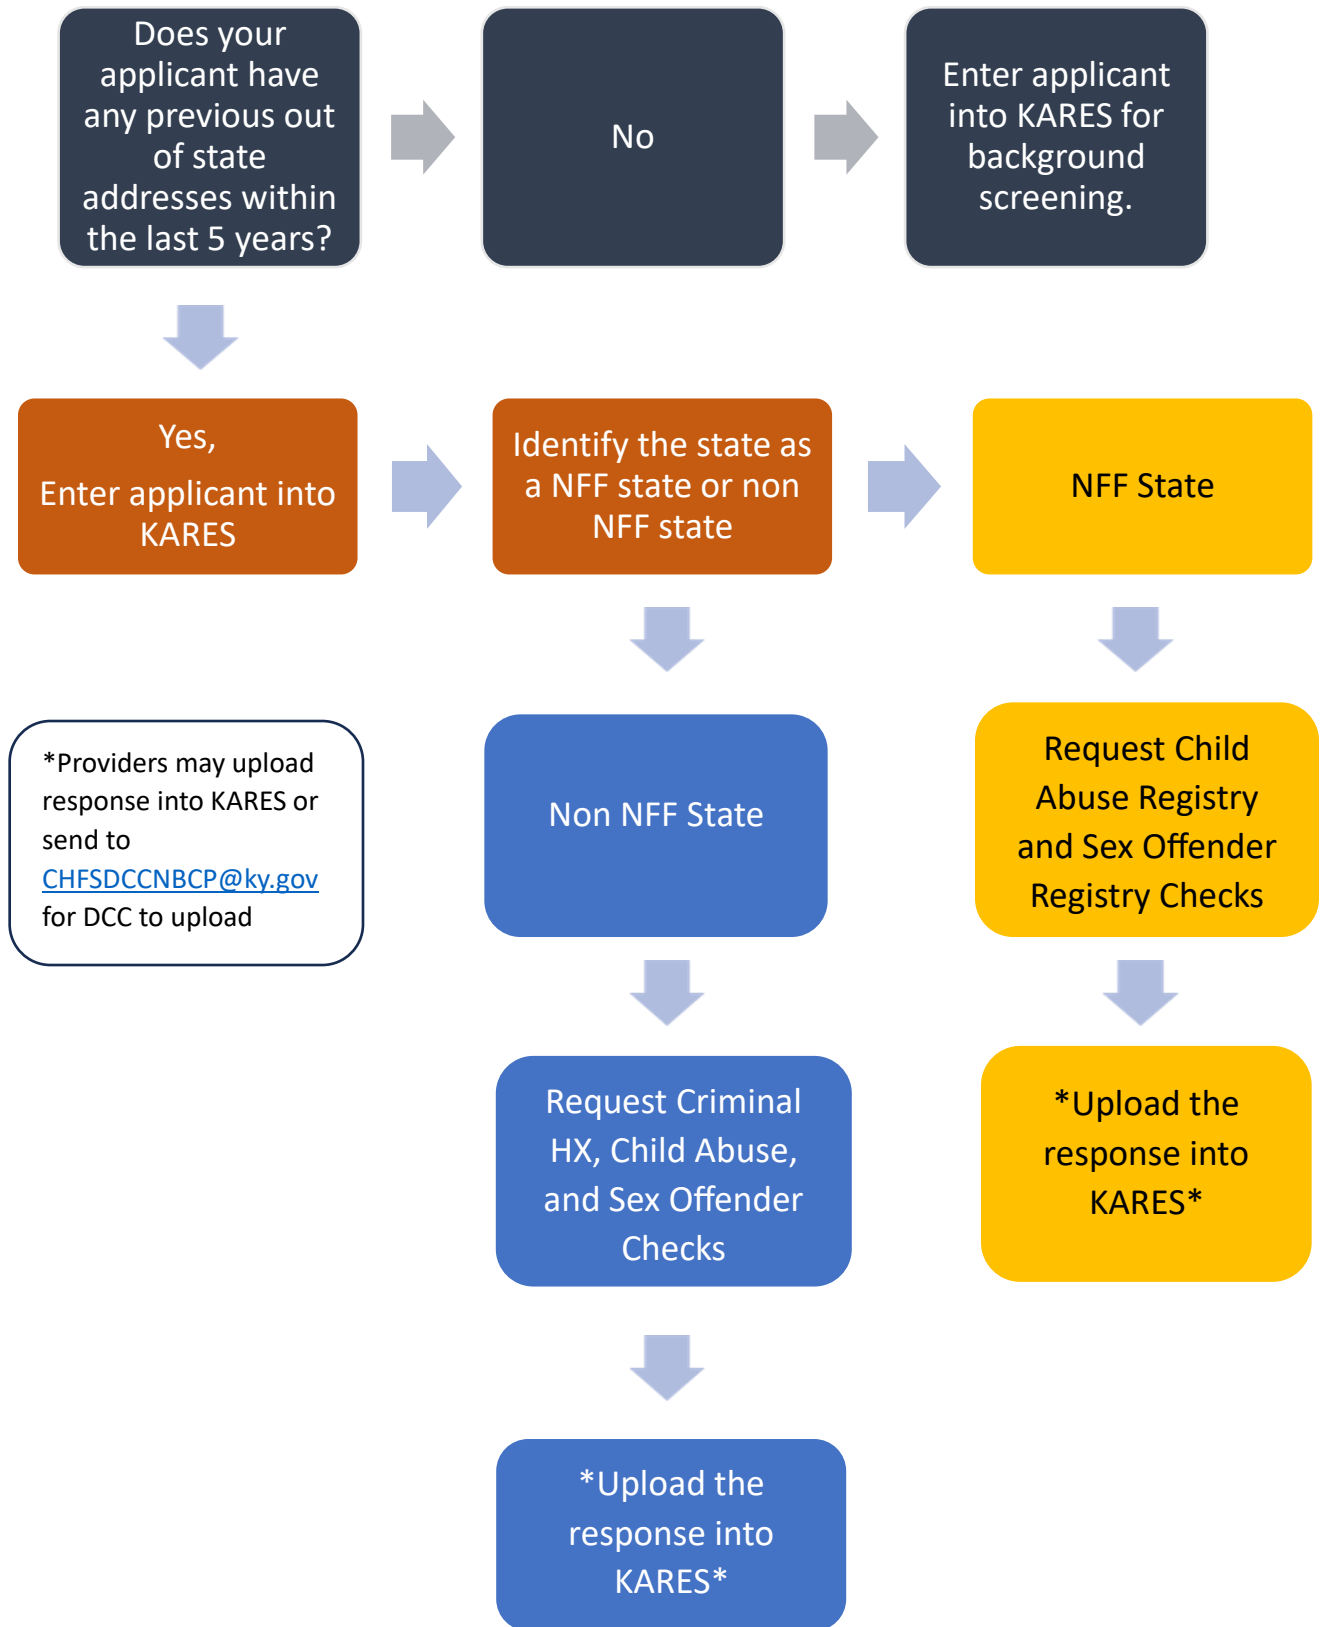 Does your
applicant have
any previous out
of state
addresses within
the last 5 years?
No
Enter applicant
into KARES for
background
screening.
Yes,
Enter applicant into
KARES
Identify the state as
a NFF state or non
NFF state
NFF State
*Providers may upload
response into KARES or
send to
CHFSDCCNBCP@ky.gov
for DCC to upload
Non NFF State
Request Child
Abuse Registry
and Sex Offender
Registry Checks
Request Criminal
HX, Child Abuse,
and Sex Offender
Checks
*Upload the
response into
KARES*
*Upload the
response into
KARES*